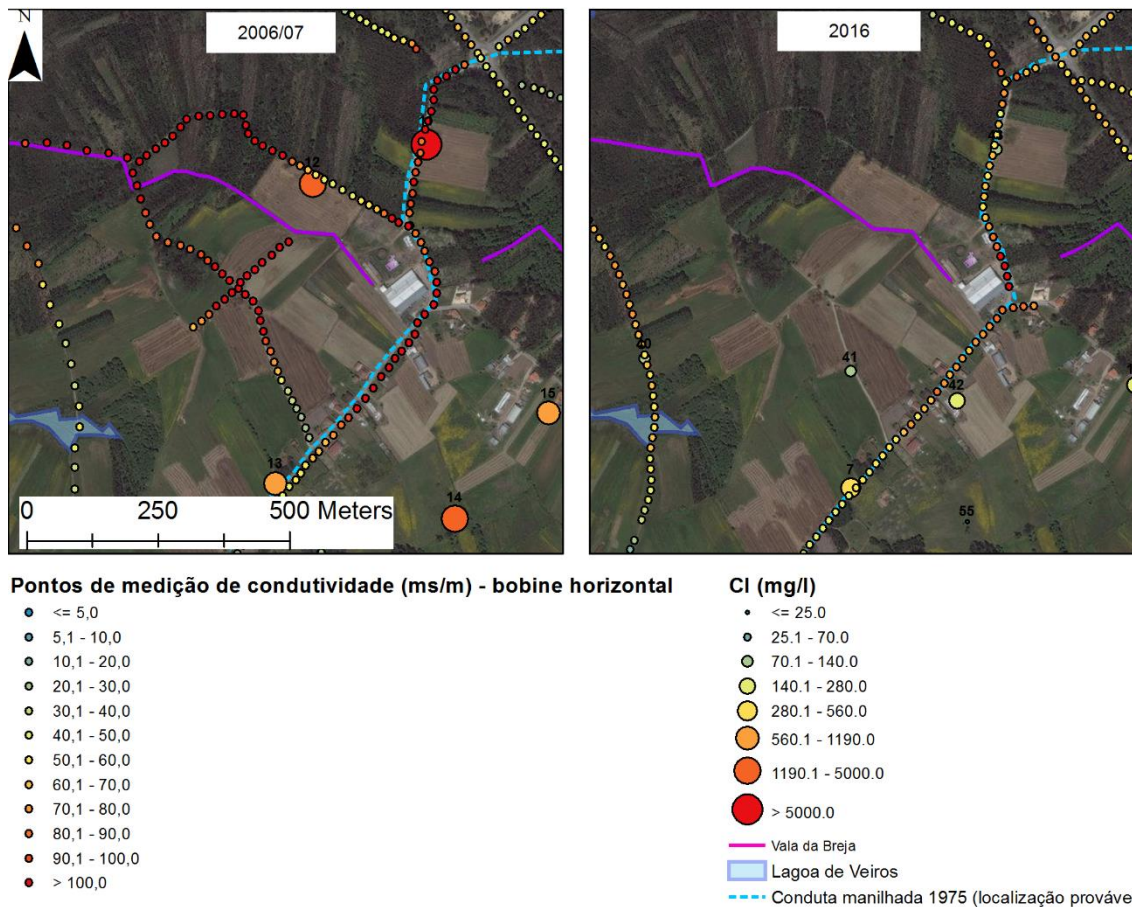 N
2006/07
12
15
13
14
0 250 500 Meters
2016
40
41
42
7
55
Pontos de medição de condutividade (ms/m) - bobine horizontal
<= 5,0
5,1 - 10,0
10,1 - 20,0
20,1 - 30,0
30,1 - 40,0
40,1 - 50,0
50,1 - 60,0
60,1 - 70,0
70,1 - 80,0
80,1 - 90,0
90,1 - 100,0
> 100,0
Cl (mg/l)
<= 25.0
25.1 - 70.0
70.1 - 140.0
140.1 - 280.0
280.1 - 560.0
560.1 - 1190.0
1190.1 - 5000.0
> 5000.0
Vala da Breja
Lagoa de Veiros
Conduta manilhada 1975 (localização prováve